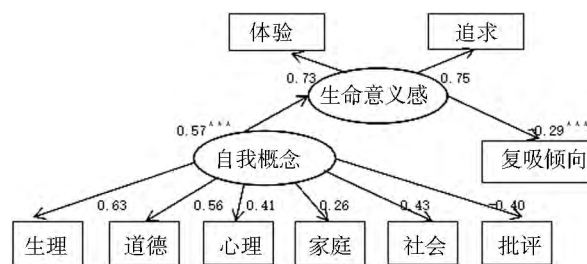 体验 追求
0.73 0.75
生命意义感
0.57^^^ -0.29^^^
自我概念 复吸倾向
0.63 0.56 0.41 0.26 0.43 -0.40
生理 道德 心理 家庭 社会 批评